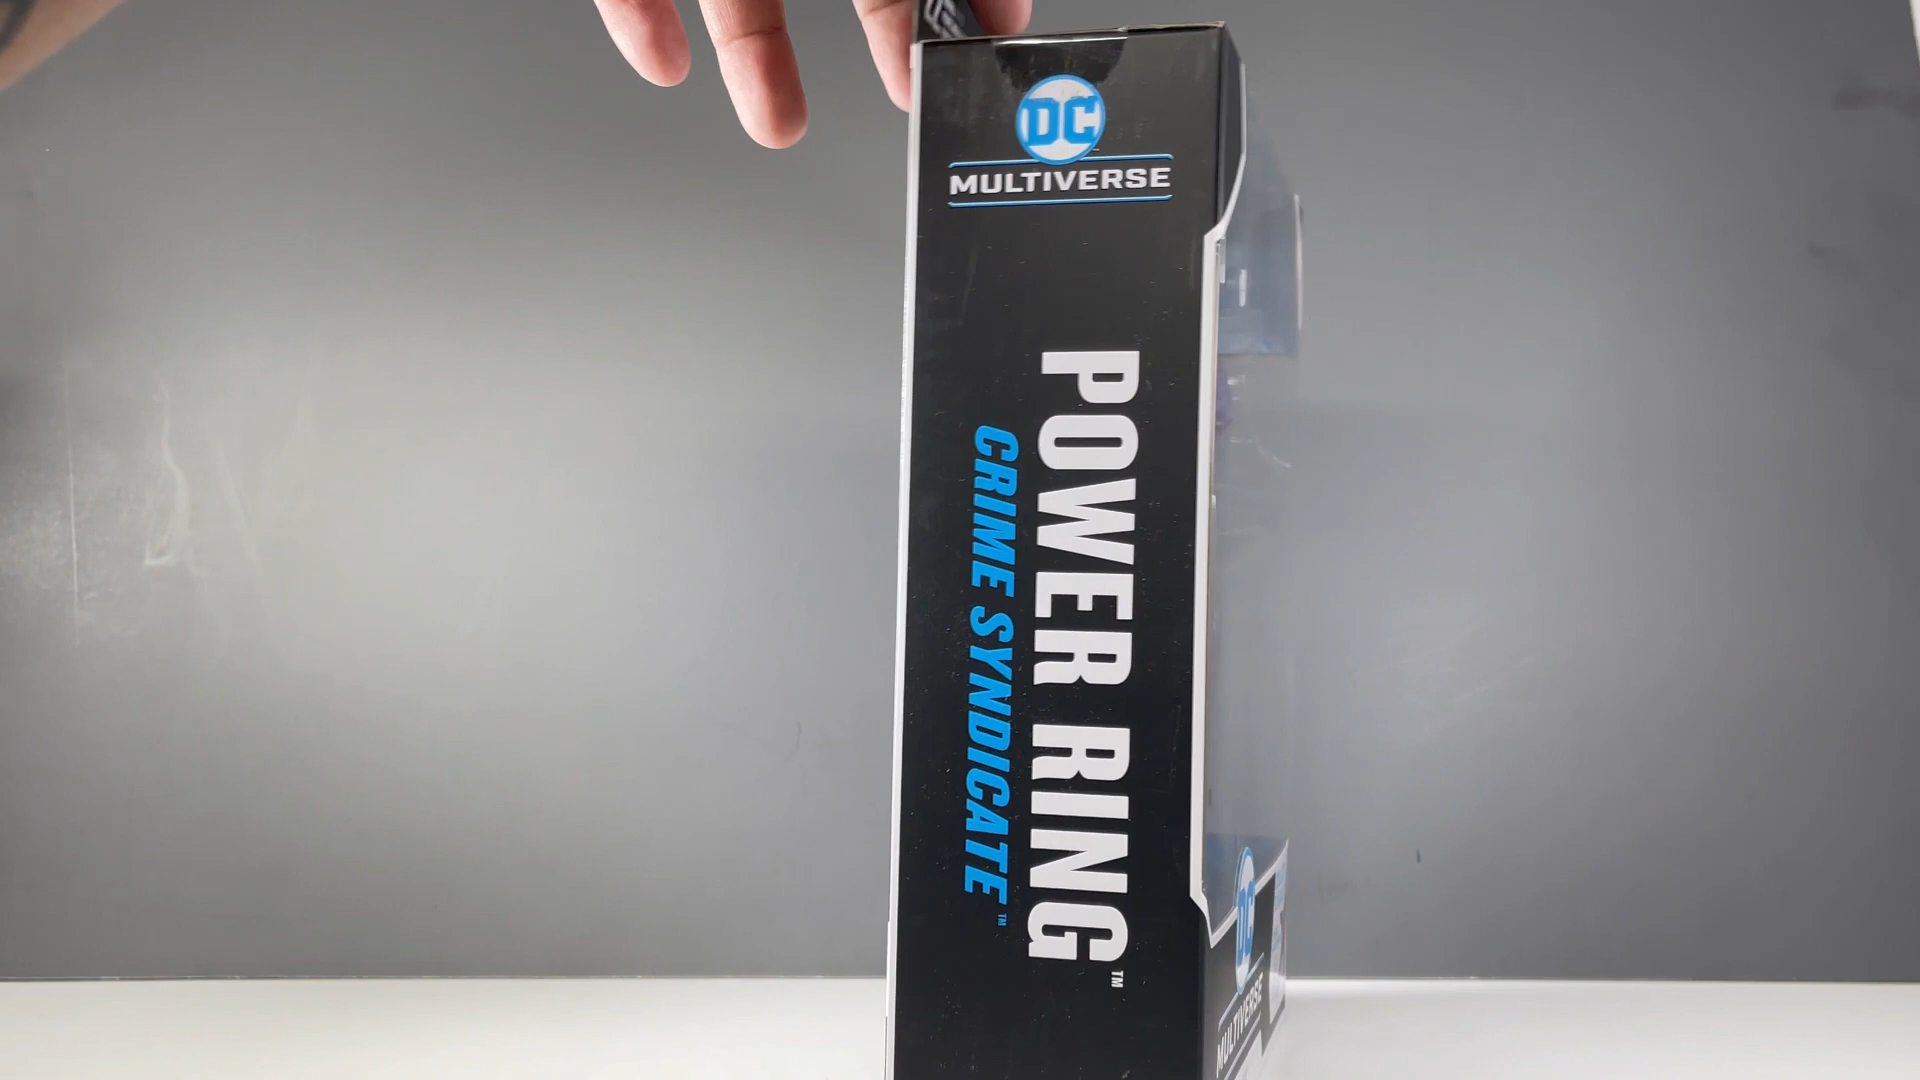 DC
MULTIVERSE
POWER RING™
CRIME SYNDICATE™
DC
MULTIVERSE